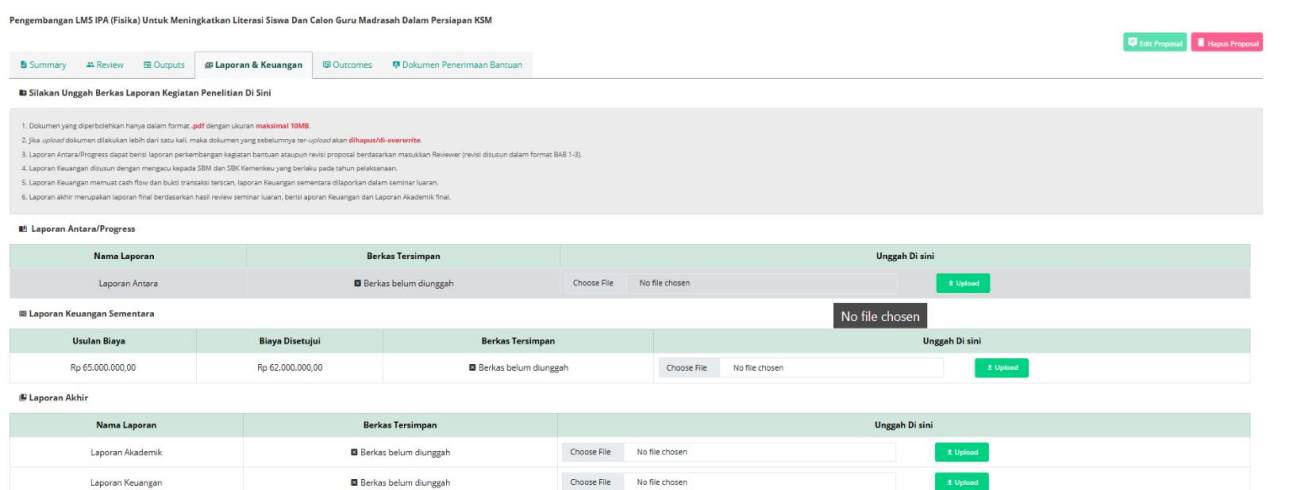 Pengembangan LMS IPA (Fisika) Untuk Meningkatkan Literasi Siswa Dan Calon Guru Madrasah Dalam Persiapan KSM
Edit Proposal Hapus Proposal
Summary Review Outputs Laporan & Keuangan Outcomes Dokumen Penerimaan Bantuan
Silakan Unggah Berkas Laporan Kegiatan Penelitian Di Sini
1. Dokumen yang diperbolehkan hanya dalam format .pdf dengan ukuran maksimal 10MB.
2. Jika upload dokumen dilakukan lebih dari satu kali, maka dokumen yang sebelumnya ter-upload akan dihapus/di-overwrite.
3. Laporan Antara/Progress dapat berisi laporan perkembangan kegiatan bantuan ataupun revisi proposal berdasarkan masukkan Reviewer (revisi disusun dalam format BAB 1-3).
4. Laporan Keuangan disusun dengan mengacu kepada SBM dan SBK Kemenkeu yang berlaku pada tahun pelaksanaan.
5. Laporan Keuangan memuat cash flow dan bukti transaksi terscan. laporan Keuangan sementara dilaporkan dalam seminar luaran.
6. Laporan akhir merupakan laporan final berdasarkan hasil review seminar luaran, berisi aporan Keuangan dan Laporan Akademik final.
Laporan Antara/Progress
Nama Laporan Berkas Tersimpan Unggah Di sini
Laporan Antara Berkas belum diunggah Choose File No file chosen Upload
Laporan Keuangan Sementara
No file chosen
Usulan Biaya Biaya Disetujui Berkas Tersimpan Unggah Di sini
Rp 65.000.000,00 Rp 62.000.000,00 Berkas belum diunggah Choose File No file chosen Upload
Laporan Akhir
Nama Laporan Berkas Tersimpan Unggah Di sini
Laporan Akademik Berkas belum diunggah Choose File No file chosen Upload
Laporan Keuangan Berkas belum diunggah Choose File No file chosen Upload